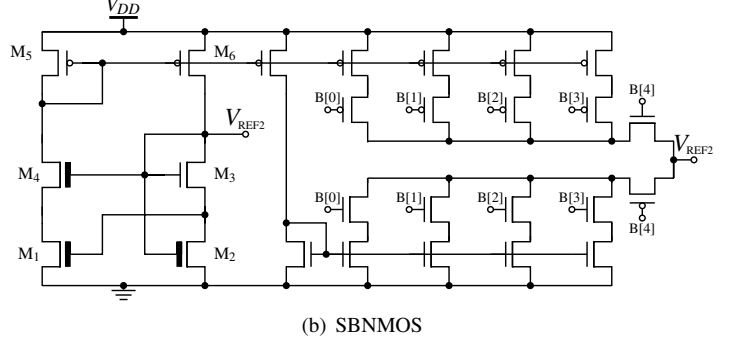 VDD
M5
M6
B[0]
B[1]
B[2]
B[3]
B[4]
VREF2
VREF2
M4
M3
B[0]
B[1]
B[2]
B[3]
B[4]
M1
M2
(b) SBNMOS